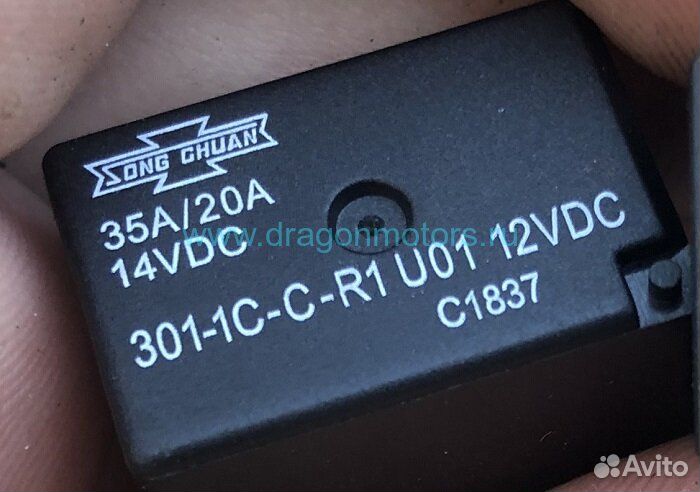 SONG CHUAN
35A/20A
14VDC
www.dragonmotors.ru
301-1C-C-R1 U01 12VDC
C1837
Avito